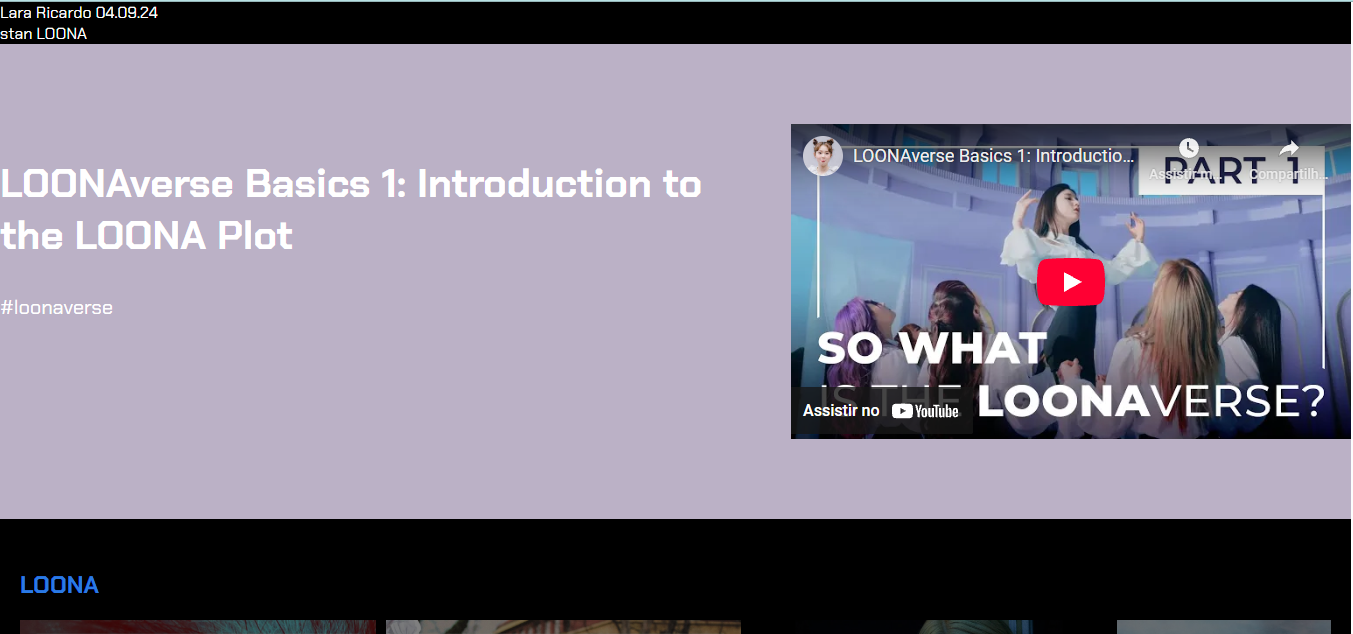 Lara Ricardo 04.09.24
stan LOONA
LOONAverse Basics 1: Introduction to
the LOONA Plot
#loonaverse
LOONAverse Basics 1: Introductio...
Assistir m...
Compartilh...
PART 1
SO WHAT
IS THE LOONAVERSE?
Assistir no YouTube
LOONA